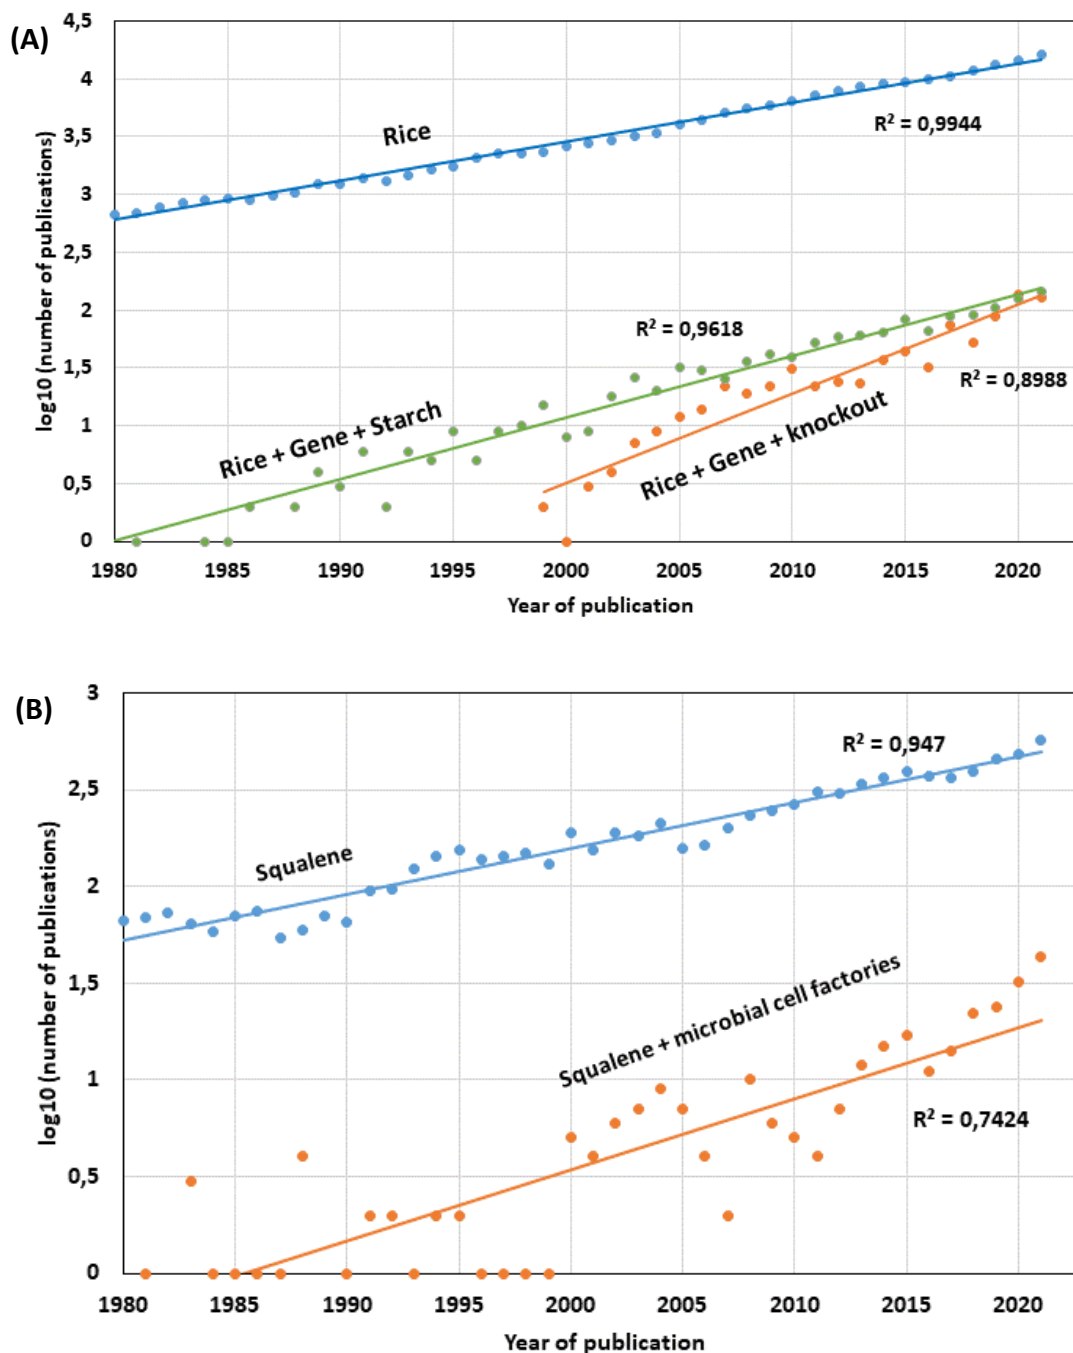 (A)
4,5
4
3,5
3
2,5
2
1,5
1
0,5
0
log10 (number of publications)
Rice
R² = 0,9944
R² = 0,9618
R² = 0,8988
Rice + Gene + Starch
Rice + Gene + knockout
1980 1985 1990 1995 2000 2005 2010 2015 2020
Year of publication
(B)
3
2,5
2
1,5
1
0,5
0
log10 (number of publications)
R² = 0,947
Squalene
Squalene + microbial cell factories
R² = 0,7424
1980 1985 1990 1995 2000 2005 2010 2015 2020
Year of publication